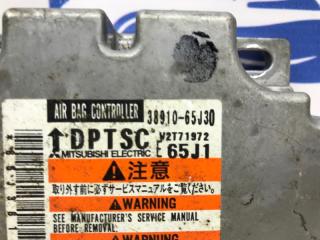 AIR BAG CONTROLLER 38910-65J30
DPTSC W2T71972
MITSUBISHI ELECTRIC E 65J1
注意
取り外す前に必ずサービスマニュアルをご覧ください。
WARNING
SEE MANUFACTURER'S SERVICE MANUAL
BEFORE REMOVAL.
WARNUNG